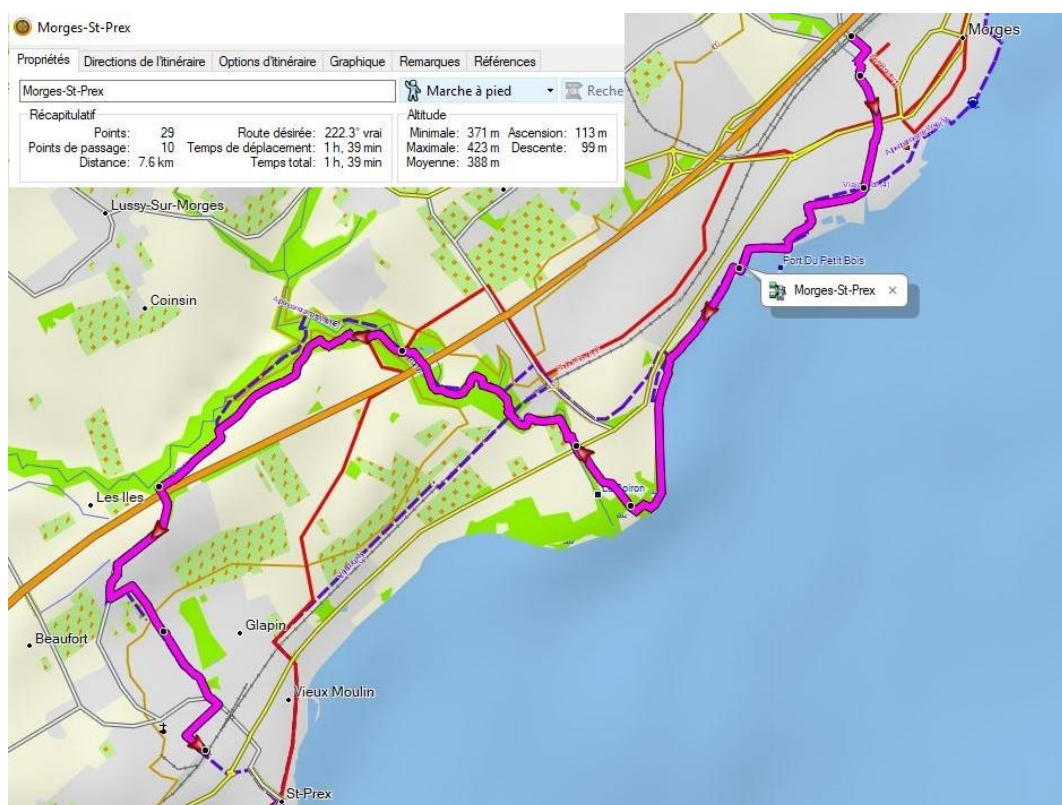 Morges-St-Prex
Propriétés Directions de l'itinéraire Options d'itinéraire Graphique Remarques Références
Morges-St-Prex Marche à pied Reche
Récapitulatif Altitude
Points: 29 Route désirée: 222.3° vrai Minimale: 371 m Ascension: 113 m
Points de passage: 10 Temps de déplacement: 1 h, 39 min Maximale: 423 m Descente: 99 m
Distance: 7.6 km Temps total: 1 h, 39 min Moyenne: 388 m
Morges
Lussy-Sur-Morges
Port Du Petit Bois
Morges-St-Prex
Coinsin
Les Iles
Beaufort
Glapin
Vieux Moulin
St-Prex